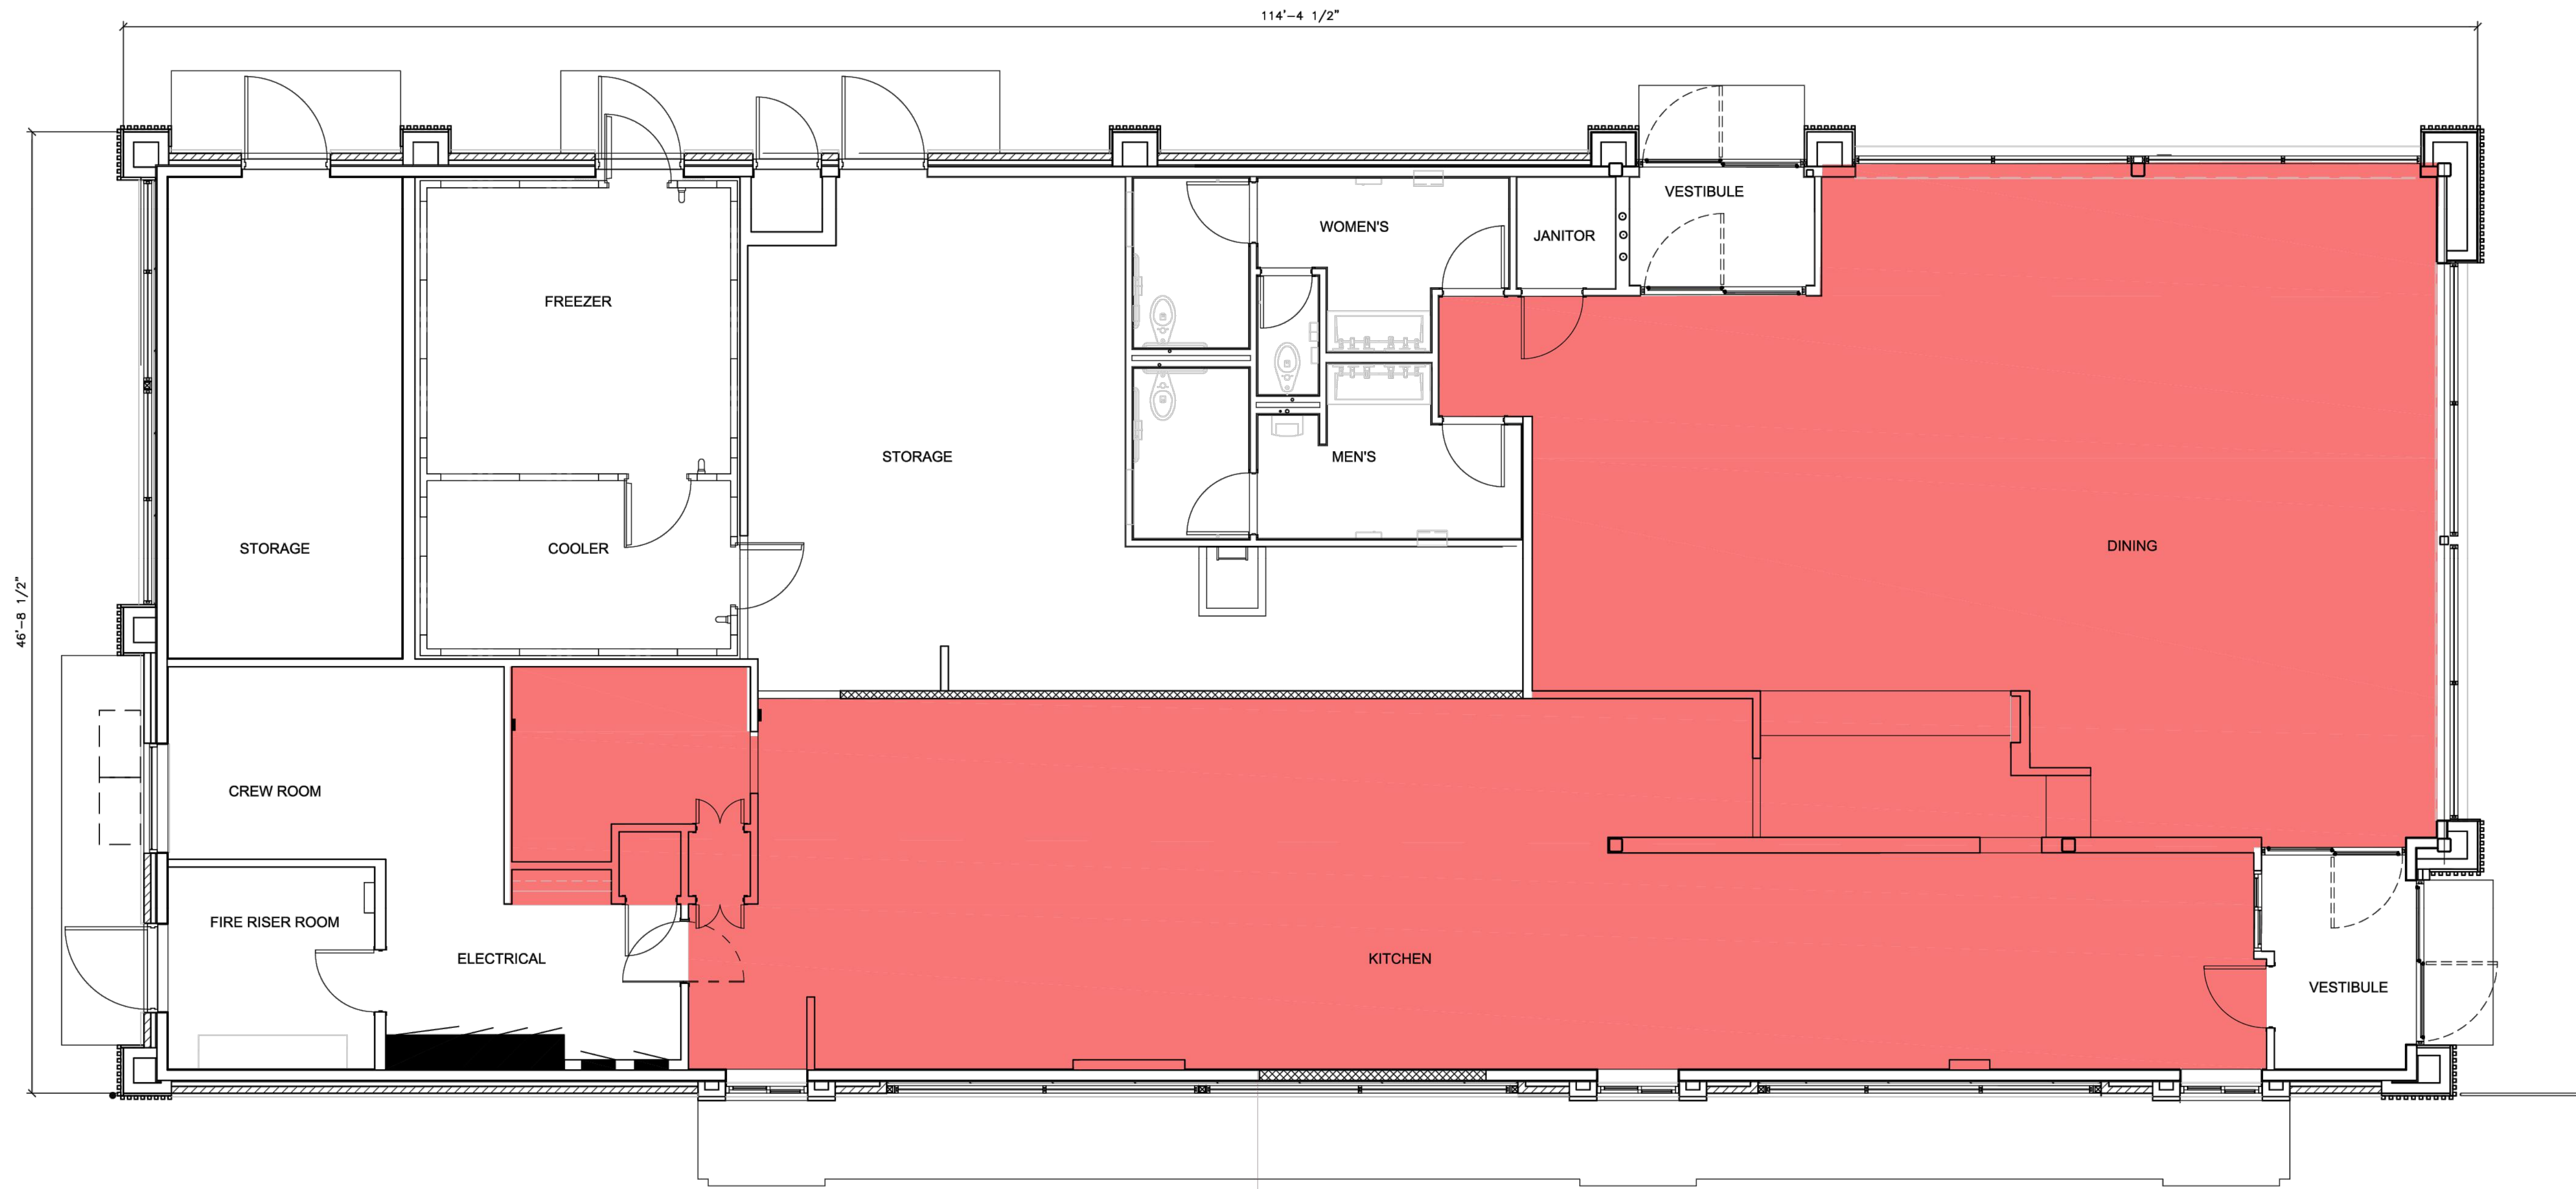 114'-4 1/2"
VESTIBULE
WOMEN'S
JANITOR
FREEZER
STORAGE
MEN'S
STORAGE
COOLER
DINING
46'-8 1/2"
CREW ROOM
FIRE RISER ROOM
ELECTRICAL
KITCHEN
VESTIBULE